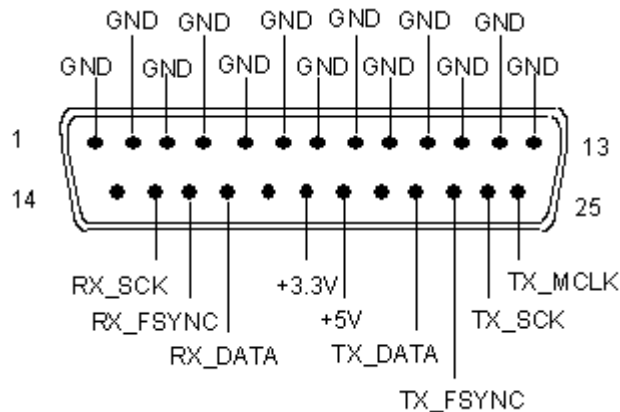 GND GND GND GND GND GND
GND GND GND GND GND GND GND
1 13
14 25
RX_SCK +3.3V TX_MCLK
RX_FSYNC +5V TX_SCK
RX_DATA TX_DATA
TX_FSYNC